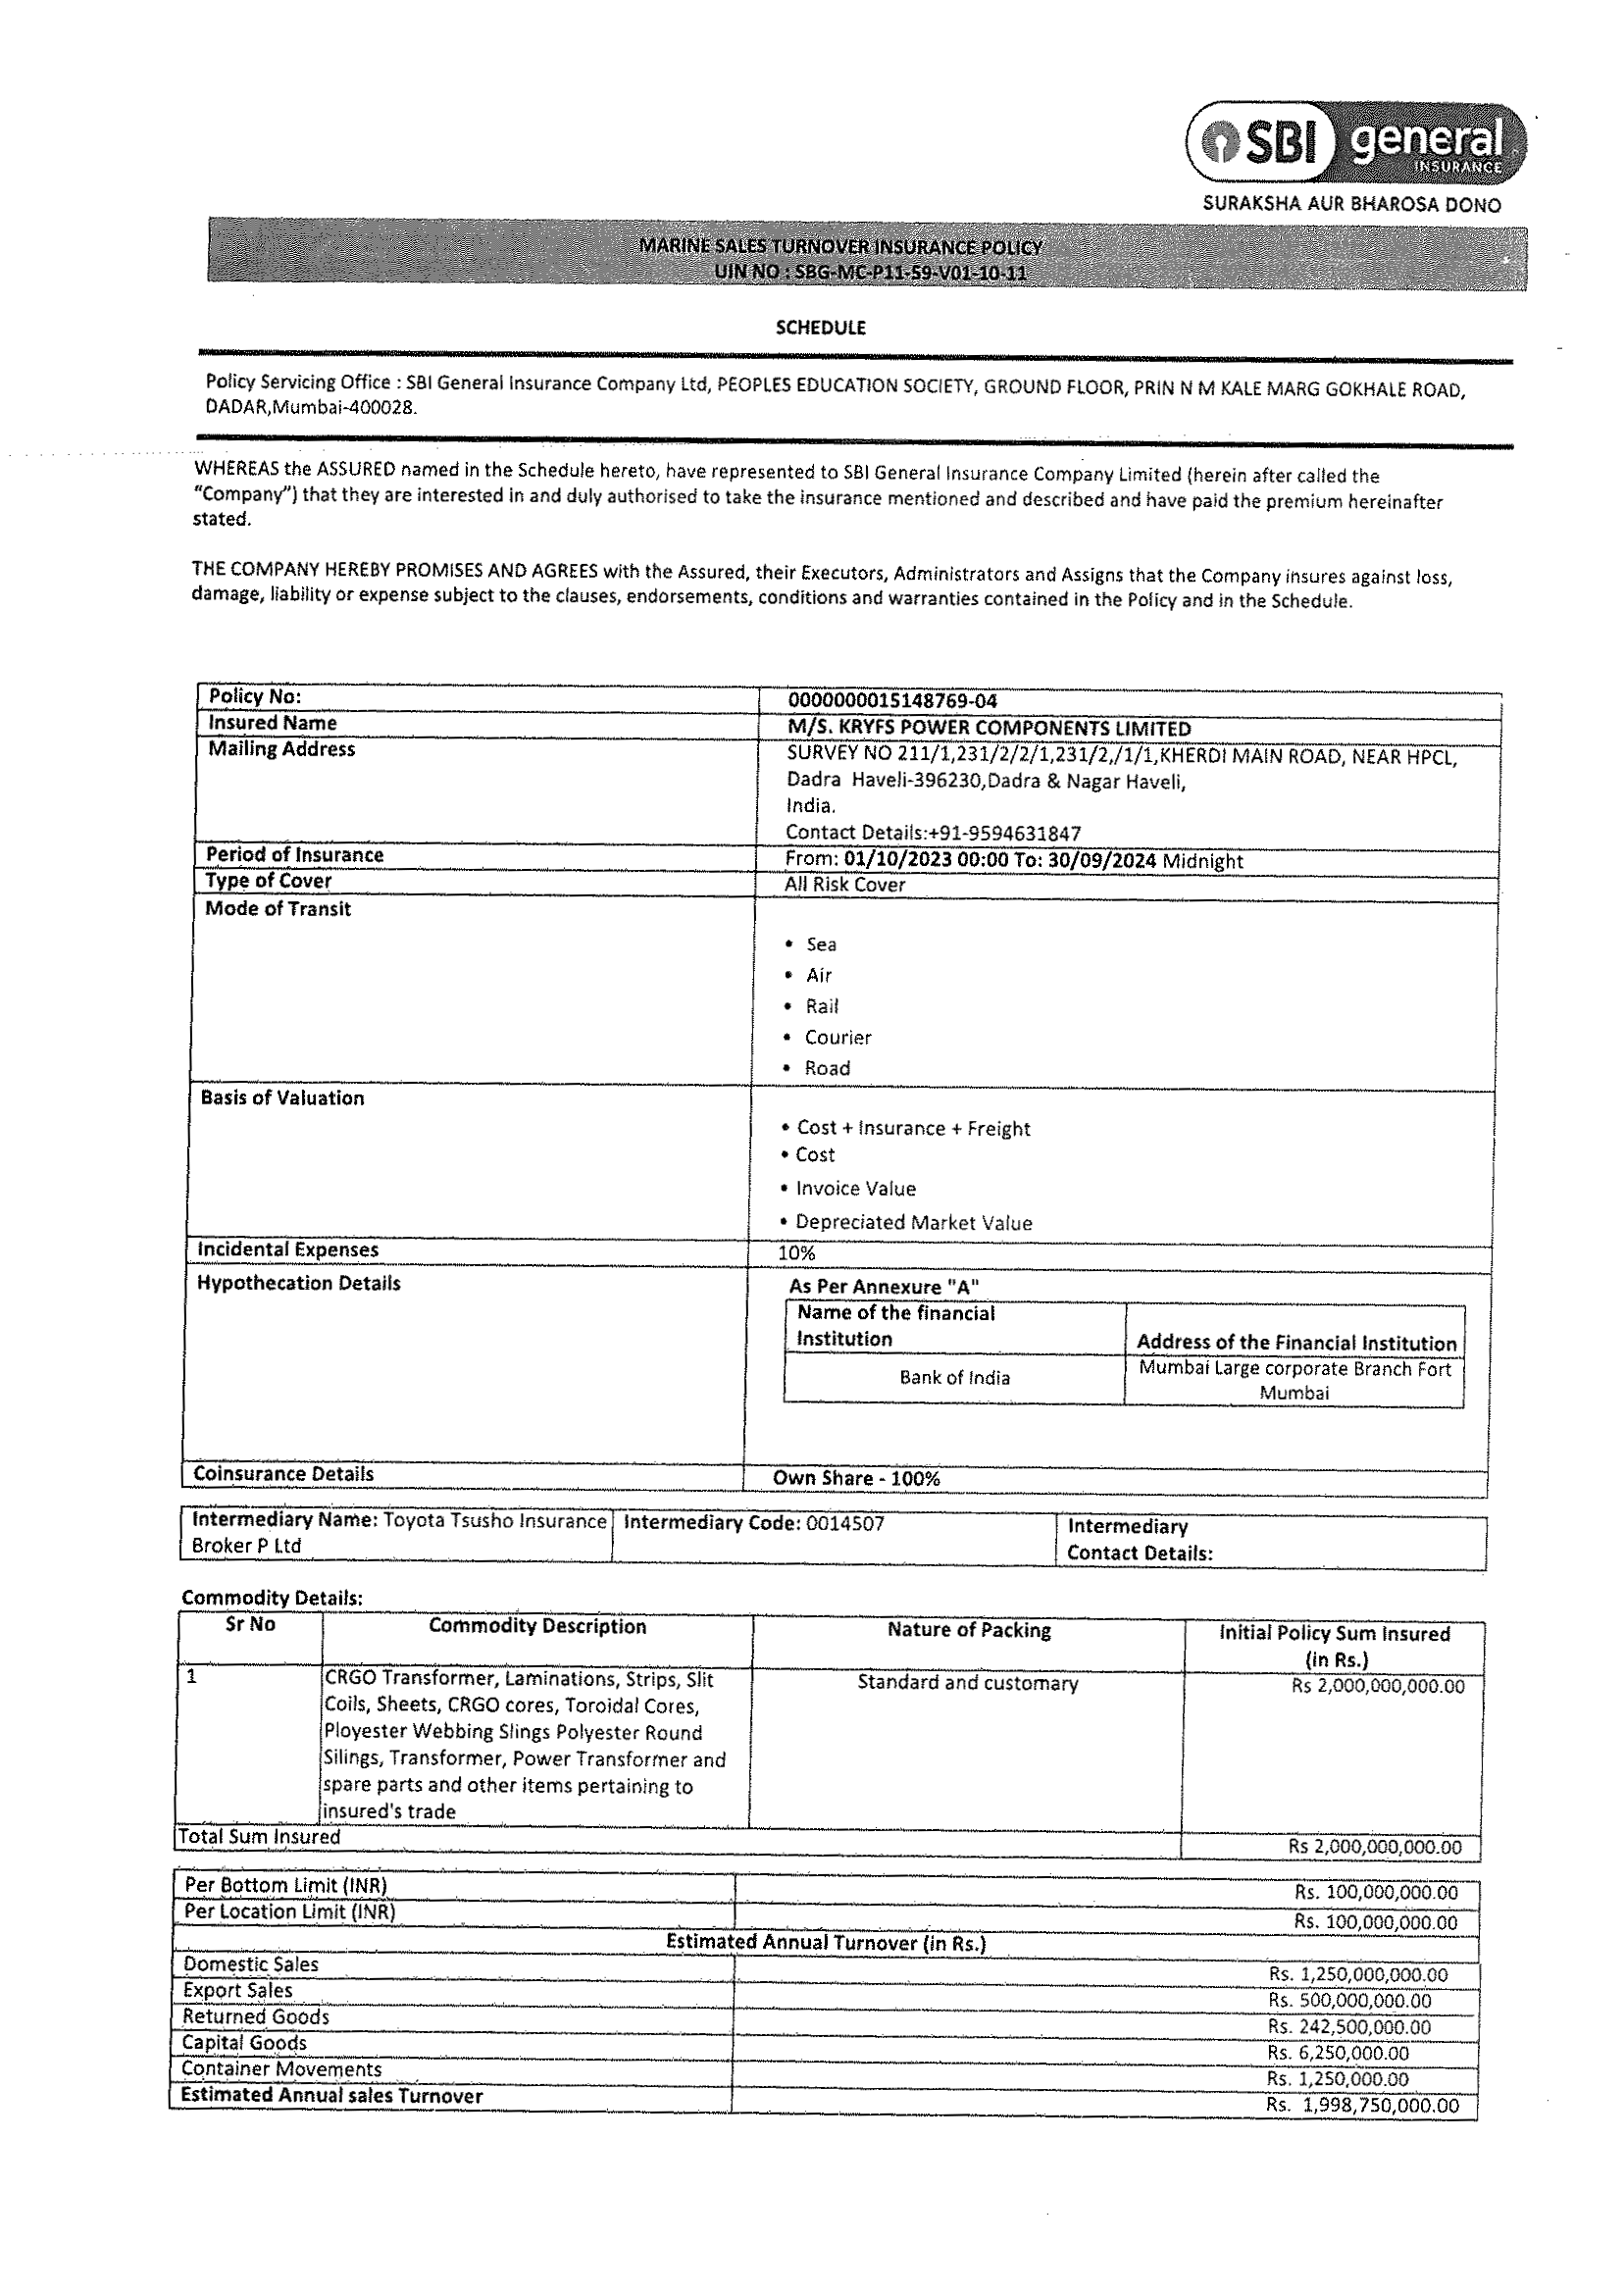 SBI general
INSURANCE
SURAKSHA AUR BHAROSA DONO
MARINE SALES TURNOVER INSURANCE POLICY
UIN NO : SBG-MC-P11-59-V01-10-11
SCHEDULE
Policy Servicing Office : SBI General Insurance Company Ltd, PEOPLES EDUCATION SOCIETY, GROUND FLOOR, PRIN N M KALE MARG GOKHALE ROAD,
DADAR,Mumbai-400028.
WHEREAS the ASSURED named in the Schedule hereto, have represented to SBI General Insurance Company Limited (herein after called the
“Company”) that they are interested in and duly authorised to take the insurance mentioned and described and have paid the premium hereinafter
stated.
THE COMPANY HEREBY PROMISES AND AGREES with the Assured, their Executors, Administrators and Assigns that the Company insures against loss,
damage, liability or expense subject to the clauses, endorsements, conditions and warranties contained in the Policy and in the Schedule.
Policy No: 0000000015148769-04
Insured Name M/S. KRYFS POWER COMPONENTS LIMITED
Mailing Address SURVEY NO 211/1,231/2/2/1,231/2,/1/1,KHERDI MAIN ROAD, NEAR HPCL,
Dadra Haveli-396230,Dadra & Nagar Haveli,
India.
Contact Details:+91-9594631847
Period of Insurance From: 01/10/2023 00:00 To: 30/09/2024 Midnight
Type of Cover All Risk Cover
Mode of Transit
• Sea
• Air
• Rail
• Courier
• Road
Basis of Valuation
• Cost + Insurance + Freight
• Cost
• Invoice Value
• Depreciated Market Value
Incidental Expenses 10%
Hypothecation Details As Per Annexure "A"
Name of the financial
Institution Address of the Financial Institution
Bank of India Mumbai Large corporate Branch Fort
Mumbai
Coinsurance Details Own Share - 100%
Intermediary Name: Toyota Tsusho Insurance Intermediary Code: 0014507 Intermediary
Broker P Ltd Contact Details:
Commodity Details:
Sr No Commodity Description Nature of Packing Initial Policy Sum Insured
(in Rs.)
1 CRGO Transformer, Laminations, Strips, Slit Standard and customary Rs 2,000,000,000.00
Coils, Sheets, CRGO cores, Toroidal Cores,
Ployester Webbing Slings Polyester Round
Silings, Transformer, Power Transformer and
spare parts and other items pertaining to
insured's trade
Total Sum Insured Rs 2,000,000,000.00
Per Bottom Limit (INR) Rs. 100,000,000.00
Per Location Limit (INR) Rs. 100,000,000.00
Estimated Annual Turnover (in Rs.)
Domestic Sales Rs. 1,250,000,000.00
Export Sales Rs. 500,000,000.00
Returned Goods Rs. 242,500,000.00
Capital Goods Rs. 6,250,000.00
Container Movements Rs. 1,250,000.00
Estimated Annual sales Turnover Rs. 1,998,750,000.00